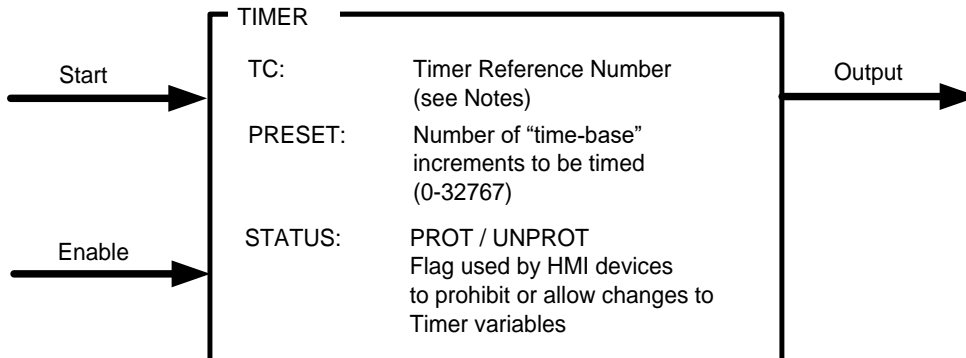 TIMER
Start
TC: Timer Reference Number
(see Notes)
Output
PRESET: Number of “time-base”
increments to be timed
(0-32767)
Enable
STATUS: PROT / UNPROT
Flag used by HMI devices
to prohibit or allow changes to
Timer variables